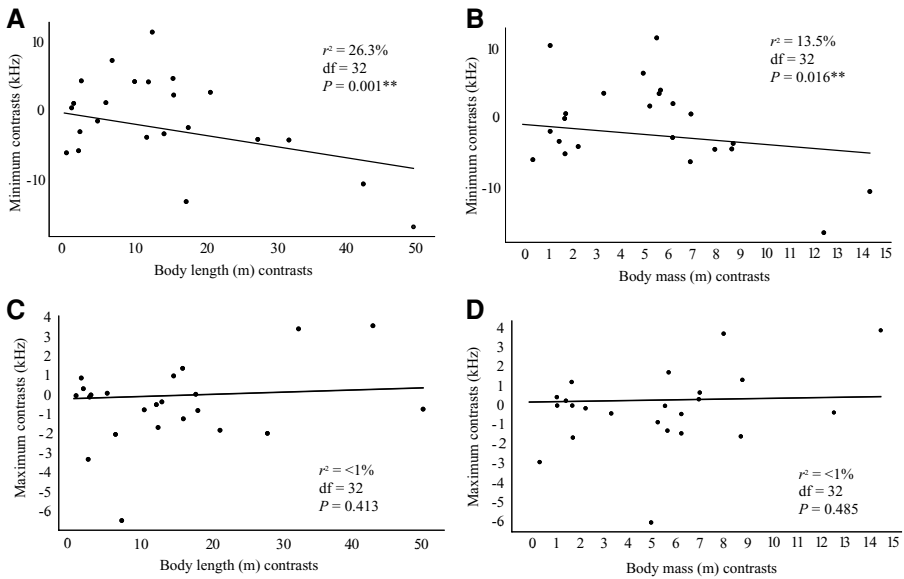 A
Minimum contrasts (kHz)
10
0
-10
r² = 26.3%
df = 32
P = 0.001**
0 10 20 30 40 50
Body length (m) contrasts
B
Minimum contrasts (kHz)
10
0
-10
r² = 13.5%
df = 32
P = 0.016**
0 1 2 3 4 5 6 7 8 9 10 11 12 13 14 15
Body mass (m) contrasts
C
Maximum contrasts (kHz)
4
3
2
1
0
-1
-2
-3
-4
-5
-6
r² = <1%
df = 32
P = 0.413
0 10 20 30 40 50
Body length (m) contrasts
D
Maximum contrasts (kHz)
4
3
2
1
0
-1
-2
-3
-4
-5
-6
r² = <1%
df = 32
P = 0.485
0 1 2 3 4 5 6 7 8 9 10 11 12 13 14 15
Body mass (m) contrasts